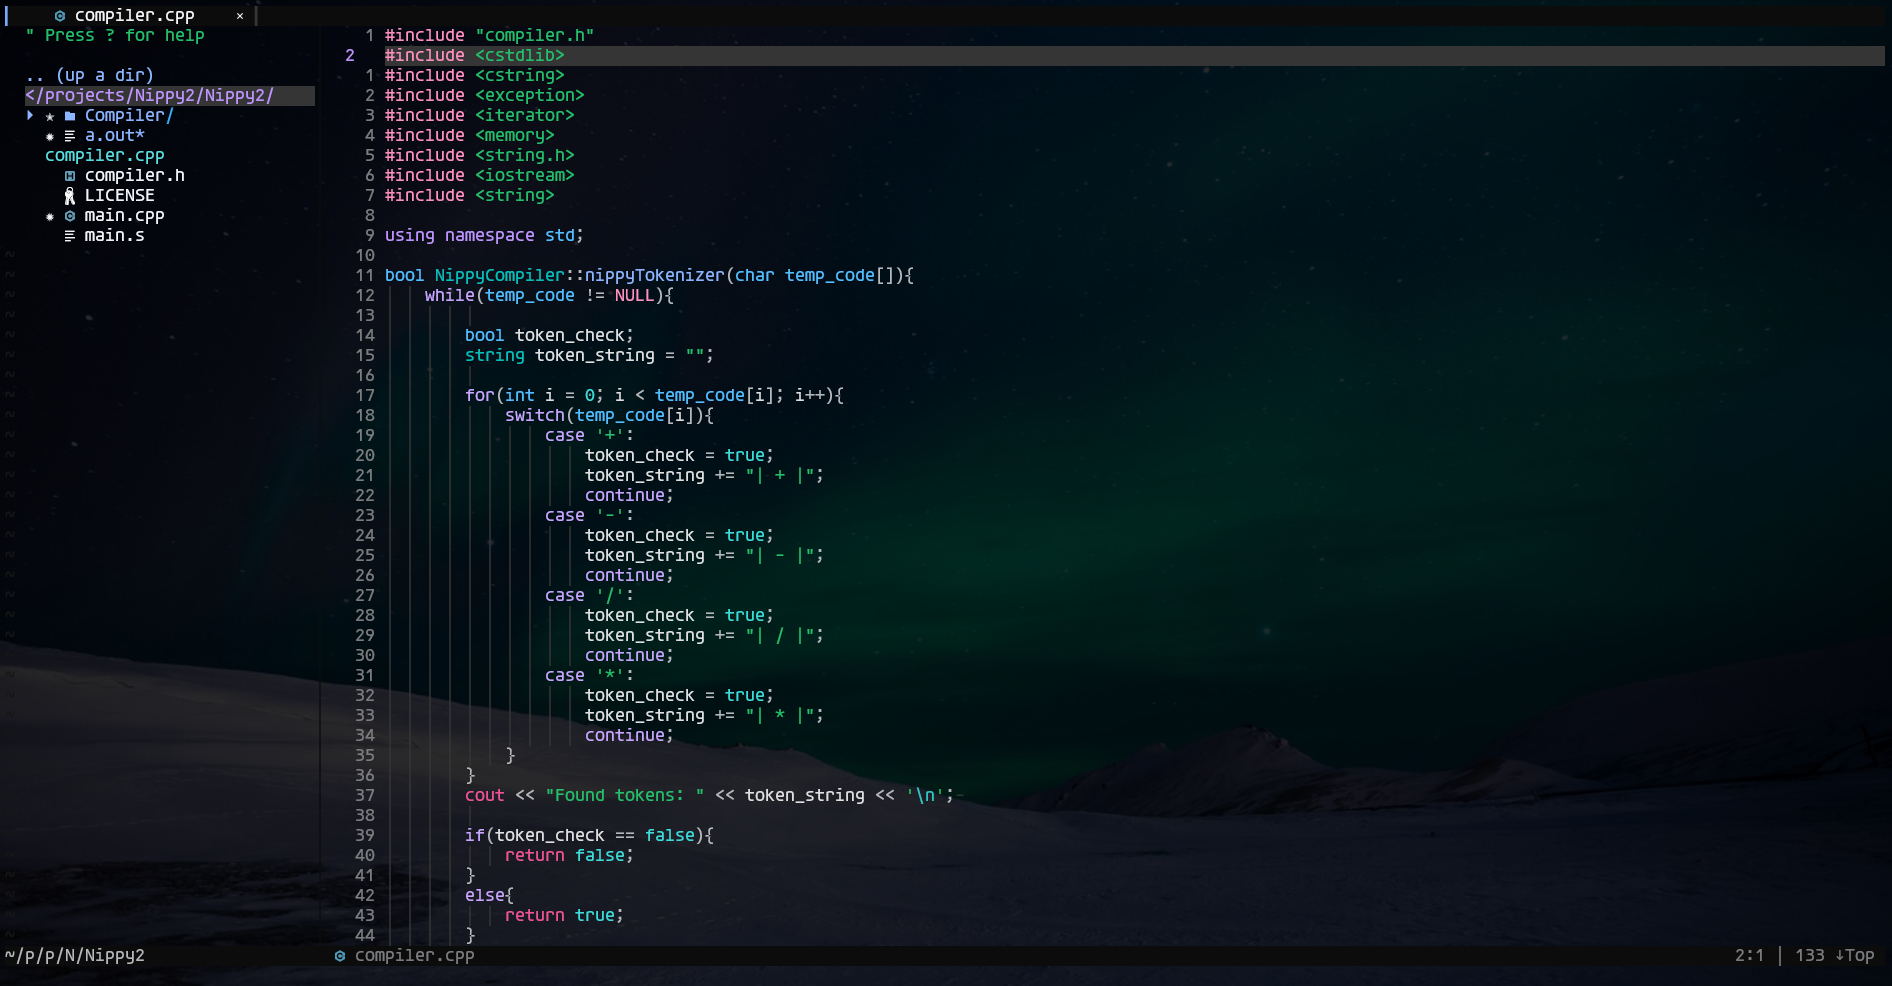 compiler.cpp ×
" Press ? for help
.. (up a dir)
</projects/Nippy2/Nippy2/
Compiler/
a.out*
compiler.cpp
compiler.h
LICENSE
main.cpp
main.s
1 #include "compiler.h"
2 #include <cstdlib>
1 #include <cstring>
2 #include <exception>
3 #include <iterator>
4 #include <memory>
5 #include <string.h>
6 #include <iostream>
7 #include <string>
8
9 using namespace std;
10
11 bool NippyCompiler::nippyTokenizer(char temp_code[]){
12     while(temp_code != NULL){
13
14         bool token_check;
15         string token_string = "";
16
17         for(int i = 0; i < temp_code[i]; i++){
18             switch(temp_code[i]){
19                 case '+':
20                     token_check = true;
21                     token_string += "| + |";
22                     continue;
23                 case '-':
24                     token_check = true;
25                     token_string += "| - |";
26                     continue;
27                 case '/':
28                     token_check = true;
29                     token_string += "| / |";
30                     continue;
31                 case '*':
32                     token_check = true;
33                     token_string += "| * |";
34                     continue;
35             }
36         }
37         cout << "Found tokens: " << token_string << '\n';
38
39         if(token_check == false){
40             return false;
41         }
42         else{
43             return true;
44         }
~/p/p/N/Nippy2 compiler.cpp 2:1 | 133 ↓Top